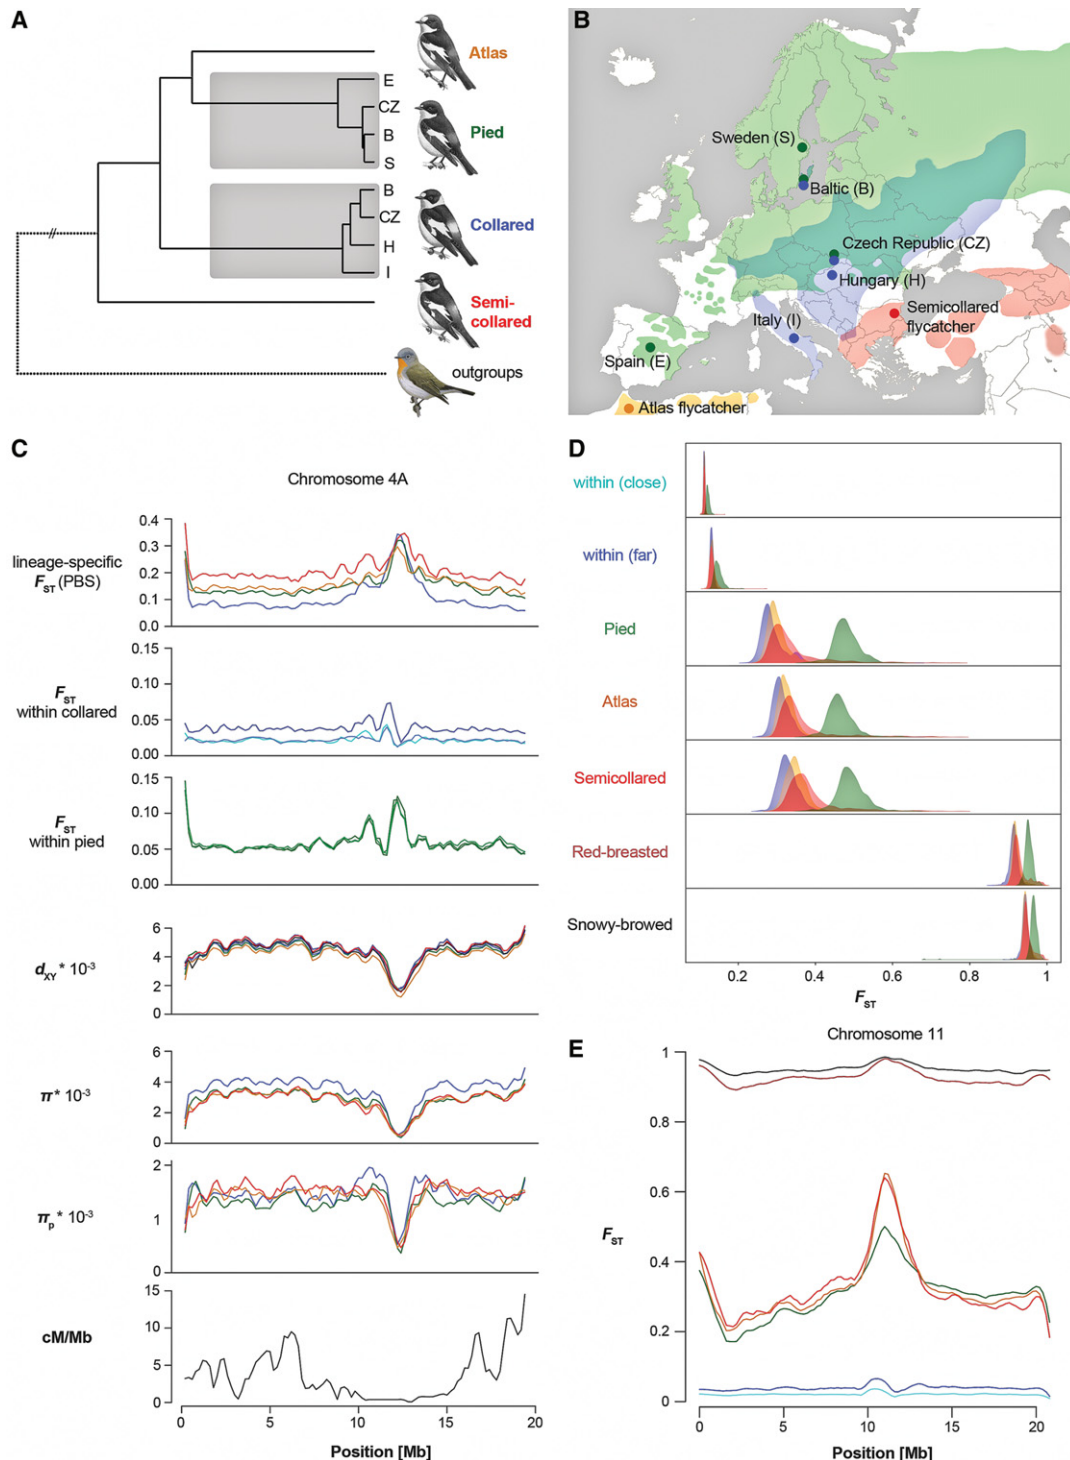 A
Atlas
E
CZ
B
S
Pied
B
CZ
H
I
Collared
Semi-
collared
outgroups
B
Sweden (S)
Baltic (B)
Czech Republic (CZ)
Hungary (H)
Semicollared
flycatcher
Italy (I)
Spain (E)
Atlas flycatcher
C
Chromosome 4A
lineage-specific
FST (PBS)
0.4
0.3
0.2
0.1
0.0
FST
within collared
0.15
0.10
0.05
0.00
FST
within pied
0.15
0.10
0.05
0.00
dXY * 10-3
6
4
2
0
π * 10-3
6
4
2
0
πp * 10-3
2
1
0
cM/Mb
15
10
5
0
0 5 10 15 20
Position [Mb]
D
within (close)
within (far)
Pied
Atlas
Semicollared
Red-breasted
Snowy-browed
0.2 0.4 0.6 0.8 1
FST
E
Chromosome 11
1
0.8
0.6
0.4
0.2
0
FST
0 5 10 15 20
Position [Mb]